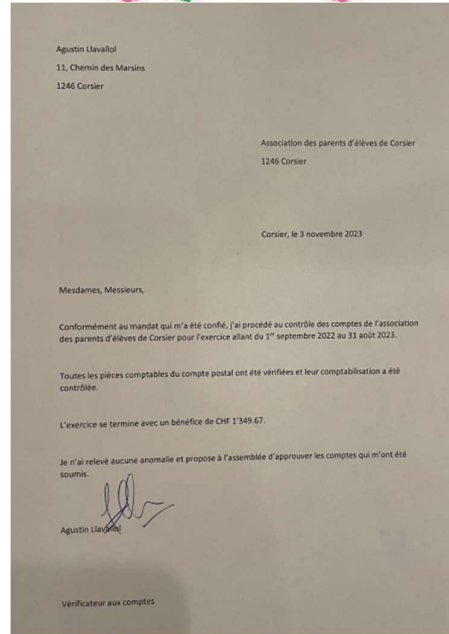 Agustin Llavallol
11, Chemin des Marsins
1246 Corsier
Association des parents d'élèves de Corsier
1246 Corsier
Corsier, le 3 novembre 2023
Mesdames, Messieurs,
Conformément au mandat qui m'a été confié, j'ai procédé au contrôle des comptes de l'association
des parents d'élèves de Corsier pour l'exercice allant du 1er septembre 2022 au 31 août 2023.
Toutes les pièces comptables du compte postal ont été vérifiées et leur comptabilisation a été
contrôlée.
L'exercice se termine avec un bénéfice de CHF 1'349.67.
Je n'ai relevé aucune anomalie et propose à l'assemblée d'approuver les comptes qui m'ont été
soumis.
Agustin Llavallol
Vérificateur aux comptes